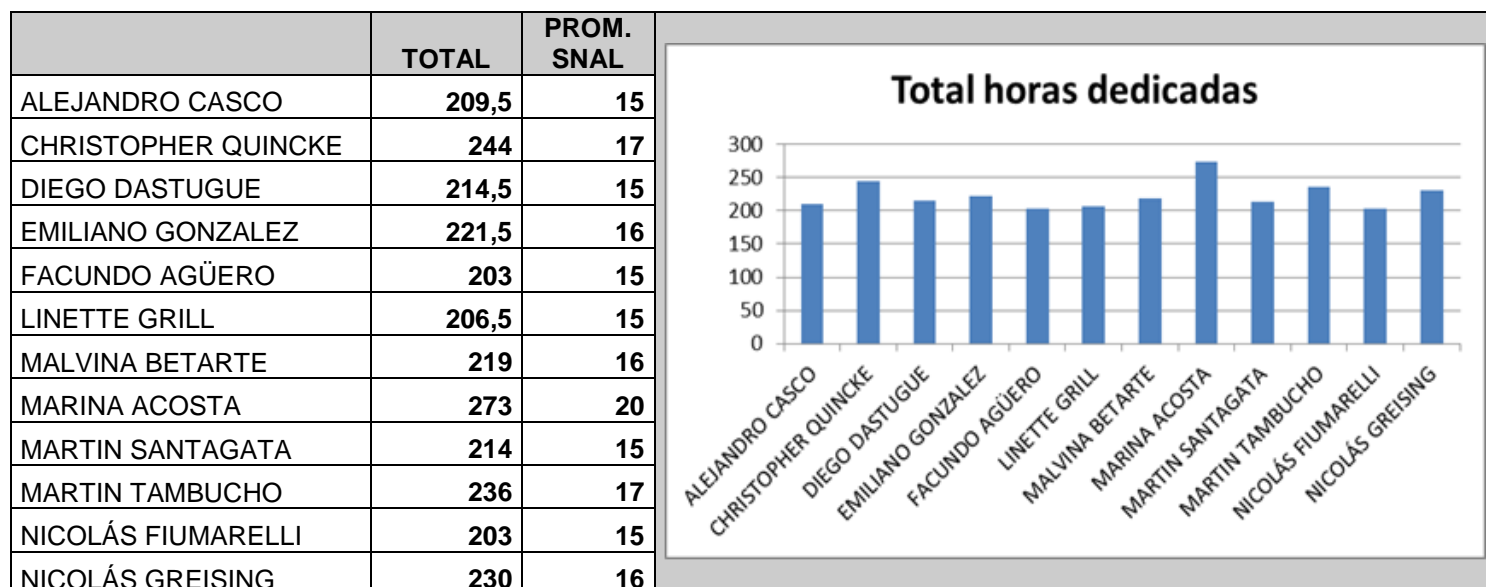 TOTAL PROM. SNAL
ALEJANDRO CASCO 209,5 15
CHRISTOPHER QUINCKE 244 17
DIEGO DASTUGUE 214,5 15
EMILIANO GONZALEZ 221,5 16
FACUNDO AGÜERO 203 15
LINETTE GRILL 206,5 15
MALVINA BETARTE 219 16
MARINA ACOSTA 273 20
MARTIN SANTAGATA 214 15
MARTIN TAMBUCHO 236 17
NICOLÁS FIUMARELLI 203 15
NICOLÁS GREISING 230 16
Total horas dedicadas
300
250
200
150
100
50
0
ALEJANDRO CASCO
CHRISTOPHER QUINCKE
DIEGO DASTUGUE
EMILIANO GONZALEZ
FACUNDO AGÜERO
LINETTE GRILL
MALVINA BETARTE
MARINA ACOSTA
MARTIN SANTAGATA
MARTIN TAMBUCHO
NICOLÁS FIUMARELLI
NICOLÁS GREISING